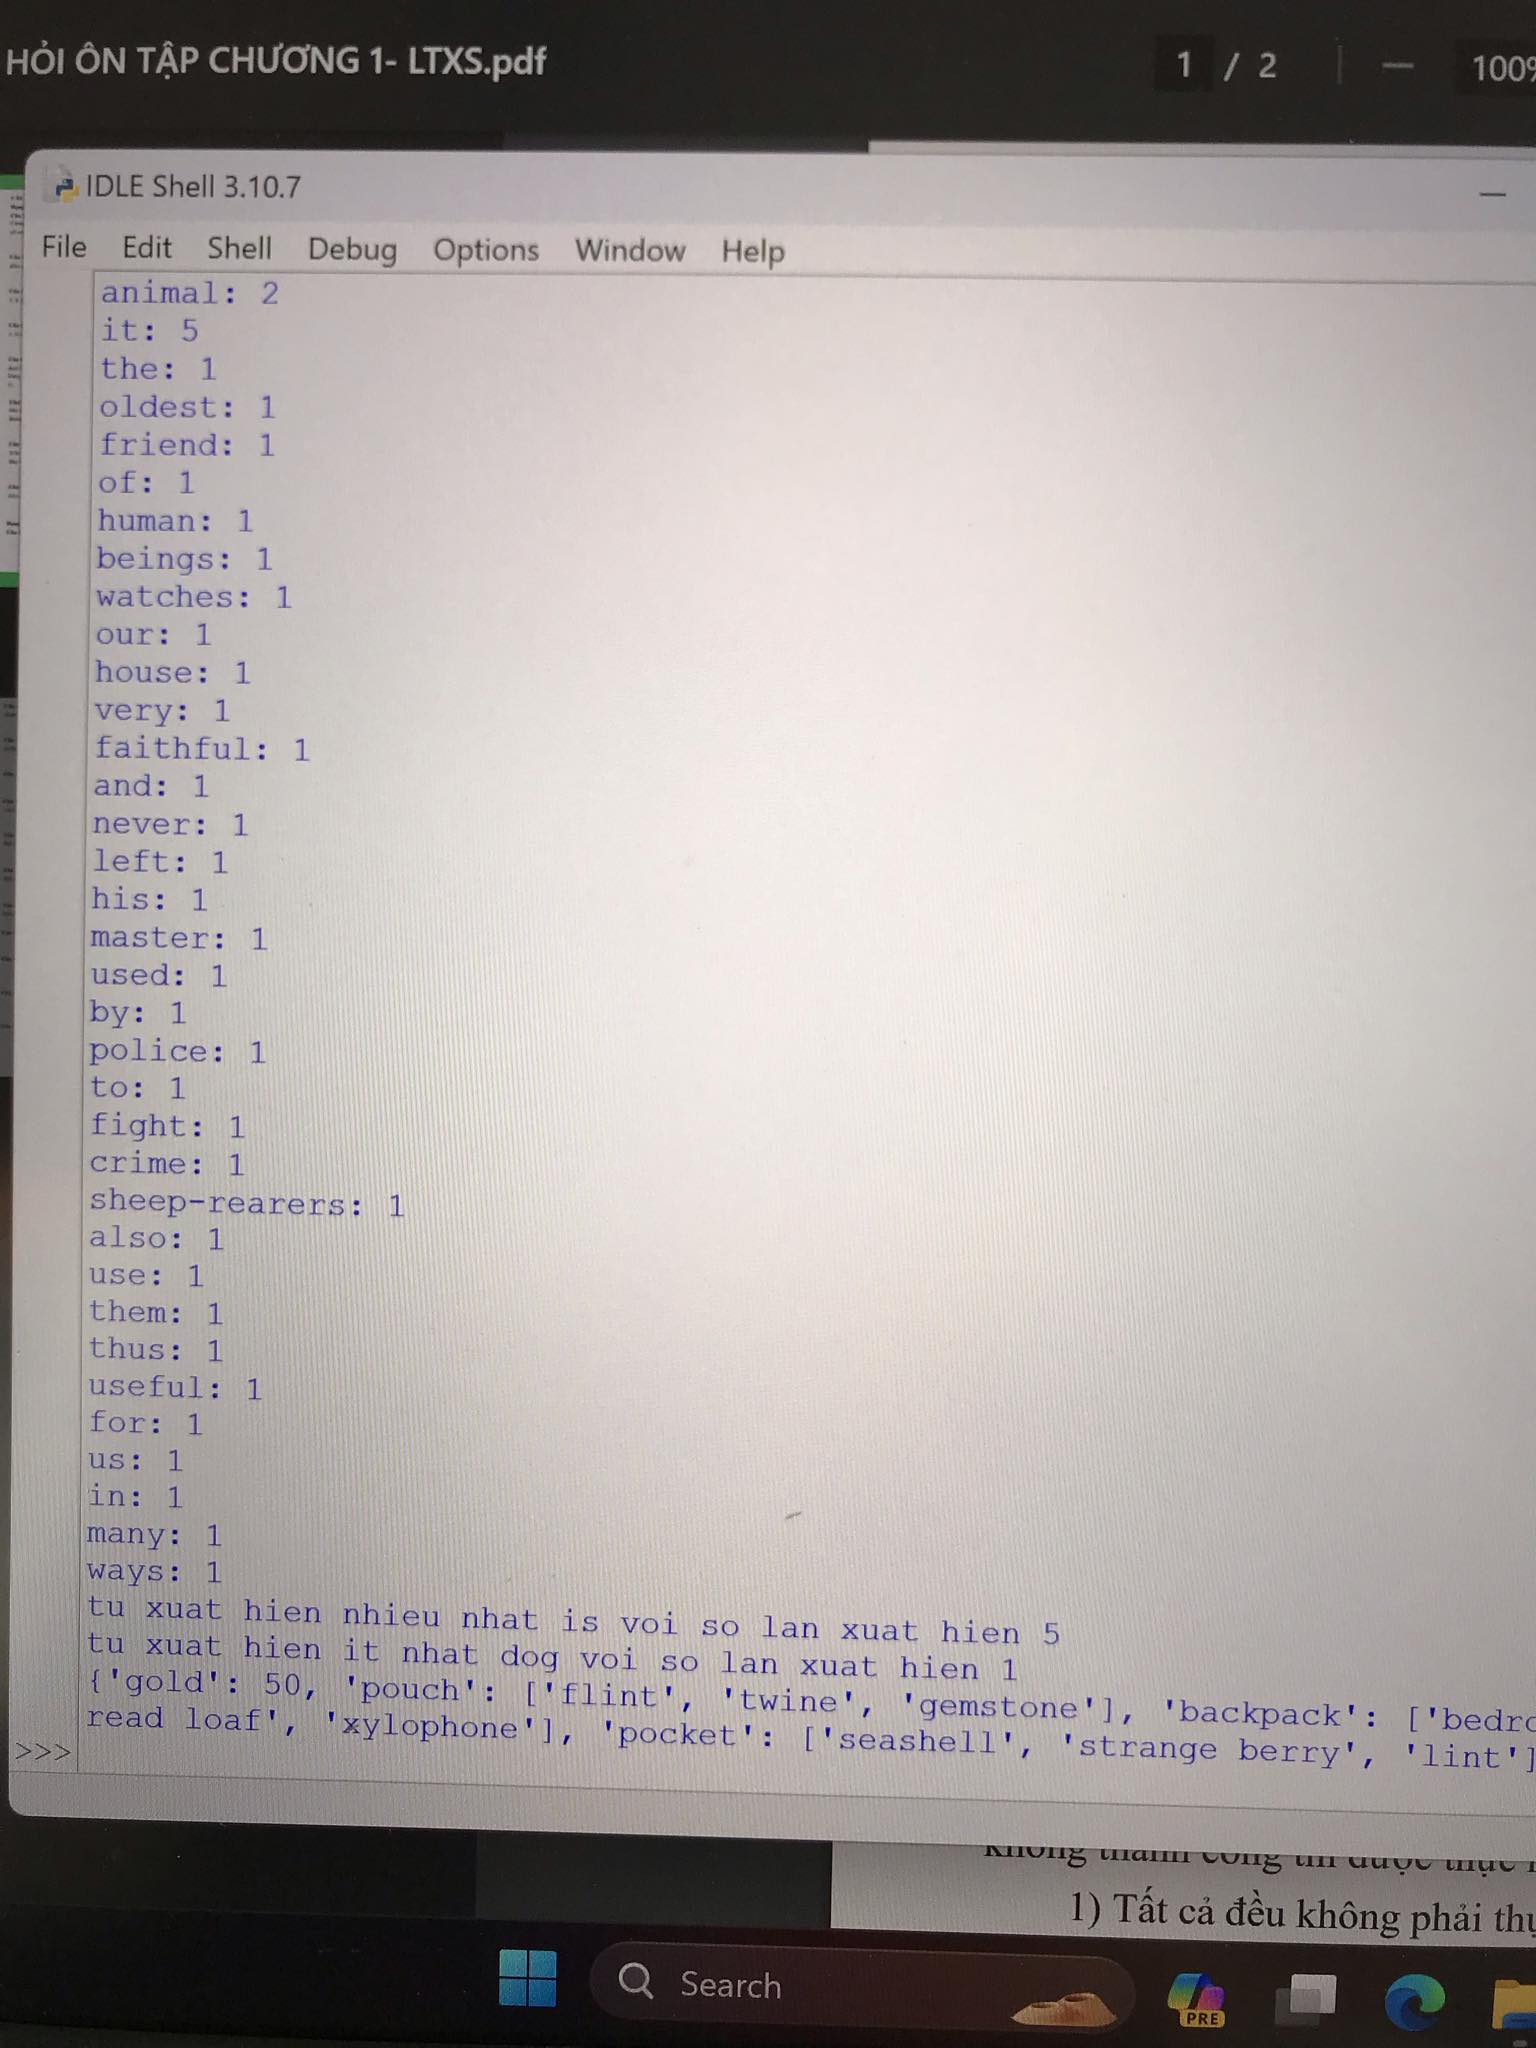 HỎI ÔN TẬP CHƯƠNG 1- LTXS.pdf
1 / 2
100%
IDLE Shell 3.10.7
File Edit Shell Debug Options Window Help
animal: 2
it: 5
the: 1
oldest: 1
friend: 1
of: 1
human: 1
beings: 1
watches: 1
our: 1
house: 1
very: 1
faithful: 1
and: 1
never: 1
left: 1
his: 1
master: 1
used: 1
by: 1
police: 1
to: 1
fight: 1
crime: 1
sheep-rearers: 1
also: 1
use: 1
them: 1
thus: 1
useful: 1
for: 1
us: 1
in: 1
many: 1
ways: 1
tu xuat hien nhieu nhat is voi so lan xuat hien 5
tu xuat hien it nhat dog voi so lan xuat hien 1
{'gold': 50, 'pouch': ['flint', 'twine', 'gemstone'], 'backpack': ['bedro
read loaf', 'xylophone'], 'pocket': ['seashell', 'strange berry', 'lint']
>>>
1) Tất cả đều không phải
Search
PRE